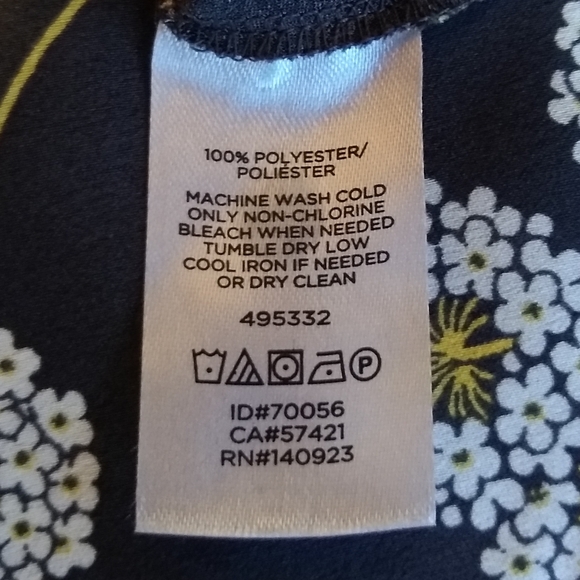 100% POLYESTER/
POLIÉSTER
MACHINE WASH COLD
ONLY NON-CHLORINE
BLEACH WHEN NEEDED
TUMBLE DRY LOW
COOL IRON IF NEEDED
OR DRY CLEAN
495332
P
ID#70056
CA#57421
RN#140923